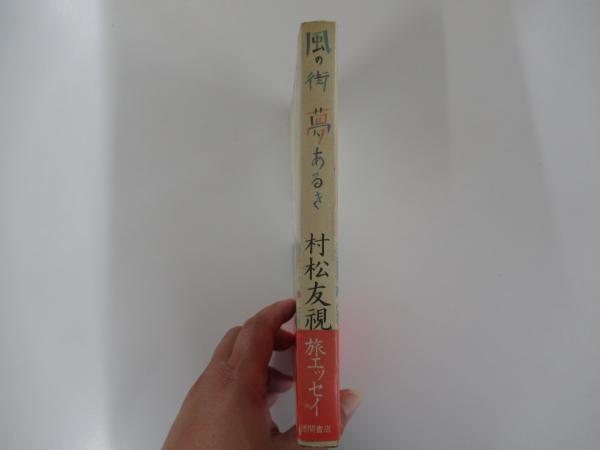 風の街 夢あるき
村松友視
旅エッセイ
徳間書店